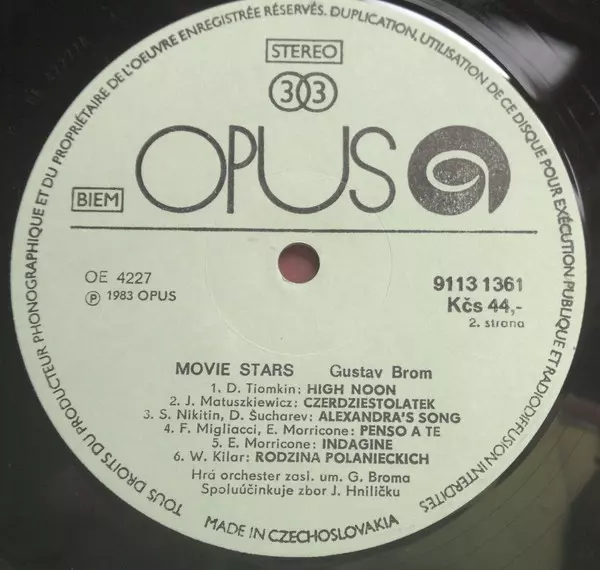 TOUS DROITS DU PRODUCTEUR PHONOGRAPHIQUE ET DU PROPRIÉTAIRE DE L'OEUVRE ENREGISTRÉE RÉSERVÉS. DUPLICATION, UTILISATION DE CE DISQUE POUR EXÉCUTION PUBLIQUE ET RADIODIFFUSION INTERDITES
STEREO
33
OPUS
BIEM
OE 4227
Ⓟ 1983 OPUS
9113 1361
Kčs 44,-
2. strana
MOVIE STARS Gustav Brom
1. D. Tiomkin: HIGH NOON
2. J. Matuszkiewicz: CZERDZIESTOLATEK
3. S. Nikitin, D. Sucharev: ALEXANDRA'S SONG
4. F. Migliacci, E. Morricone: PENSO A TE
5. E. Morricone: INDAGINE
6. W. Kilar: RODZINA POLANIECKICH
Hrá orchester zasl. um. G. Broma
Spoluúčinkuje zbor J. Hniličku
MADE IN CZECHOSLOVAKIA